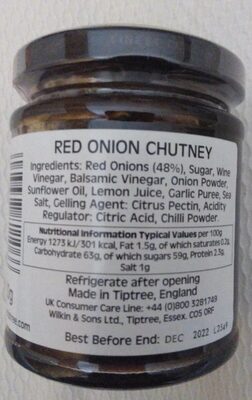 RED ONION CHUTNEY
Ingredients: Red Onions (48%), Sugar, Wine
Vinegar, Balsamic Vinegar, Onion Powder,
Sunflower Oil, Lemon Juice, Garlic Puree, Sea
Salt, Gelling Agent: Citrus Pectin, Acidity
Regulator: Citric Acid, Chilli Powder.
Nutritional Information Typical Values per 100g
Energy 1273 kJ/301 kcal, Fat 1.5g, of which saturates 0.2g,
Carbohydrate 63g, of which sugars 59g, Protein 2.5g,
Salt 1g
Refrigerate after opening
Made in Tiptree, England
UK Consumer Care Line: +44 (0)800 3281749
Wilkin & Sons Ltd., Tiptree, Essex. CO5 0RF
Best Before End: DEC 2022